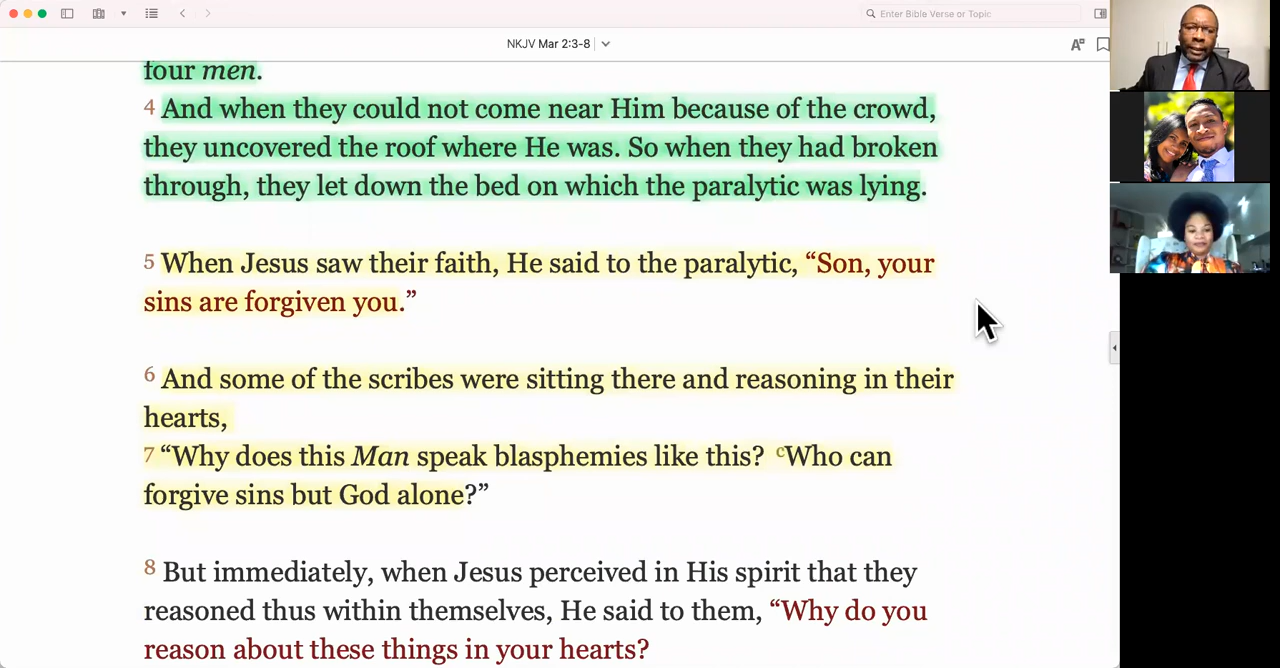 Enter Bible Verse or Topic
NKJV Mar 2:3-8
four men.
4 And when they could not come near Him because of the crowd,
they uncovered the roof where He was. So when they had broken
through, they let down the bed on which the paralytic was lying.
5 When Jesus saw their faith, He said to the paralytic, “Son, your
sins are forgiven you.”
6 And some of the scribes were sitting there and reasoning in their
hearts,
7 “Why does this Man speak blasphemies like this? cWho can
forgive sins but God alone?”
8 But immediately, when Jesus perceived in His spirit that they
reasoned thus within themselves, He said to them, “Why do you
reason about these things in your hearts?